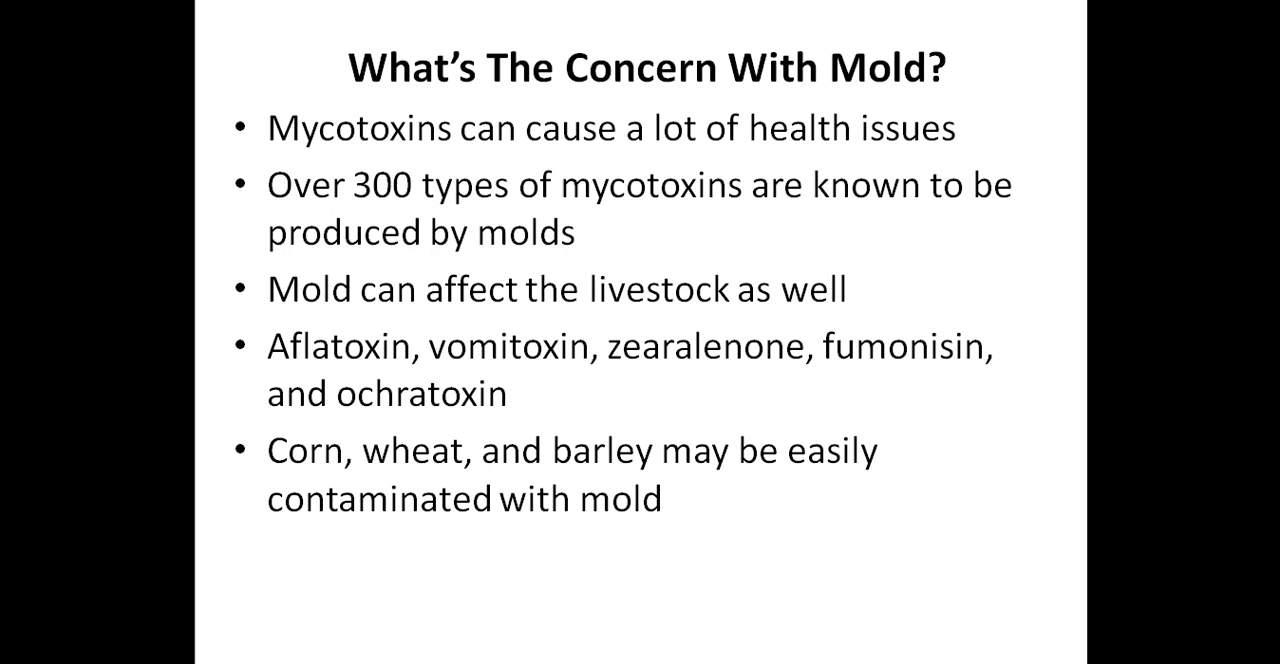 What’s The Concern With Mold?
• Mycotoxins can cause a lot of health issues
• Over 300 types of mycotoxins are known to be
produced by molds
• Mold can affect the livestock as well
• Aflatoxin, vomitoxin, zearalenone, fumonisin,
and ochratoxin
• Corn, wheat, and barley may be easily
contaminated with mold